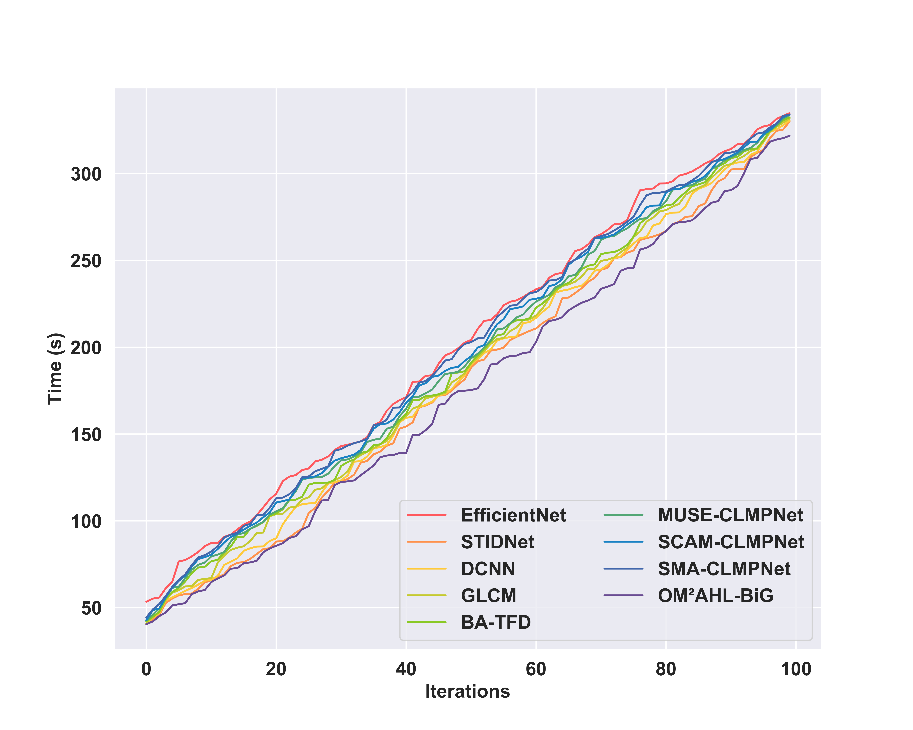 300
250
200
150
100
50
Time (s)
EfficientNet
STIDNet
DCNN
GLCM
BA-TFD
MUSE-CLMPNet
SCAM-CLMPNet
SMA-CLMPNet
OM²AHL-BiG
0 20 40 60 80 100
Iterations